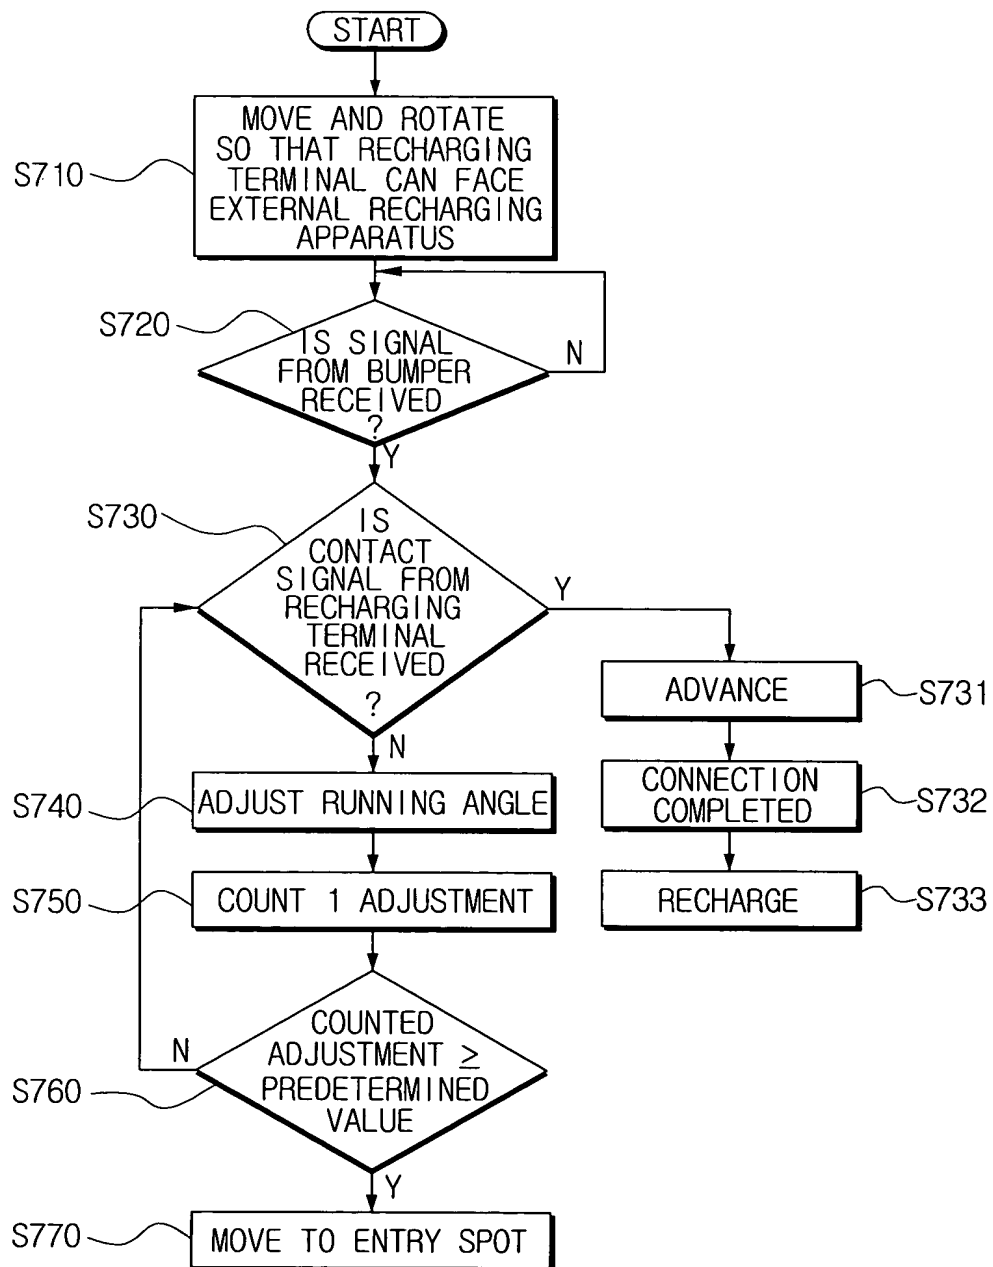 START
MOVE AND ROTATE
SO THAT RECHARGING
TERMINAL CAN FACE
EXTERNAL RECHARGING
APPARATUS
S710
S720
IS SIGNAL
FROM BUMPER
RECEIVED
?
N
Y
S730
IS
CONTACT
SIGNAL FROM
RECHARGING
TERMINAL
RECEIVED
?
Y
N
ADVANCE
S731
CONNECTION
COMPLETED
S732
RECHARGE
S733
S740
ADJUST RUNNING ANGLE
S750
COUNT 1 ADJUSTMENT
S760
COUNTED
ADJUSTMENT ≥
PREDETERMINED
VALUE
N
Y
S770
MOVE TO ENTRY SPOT